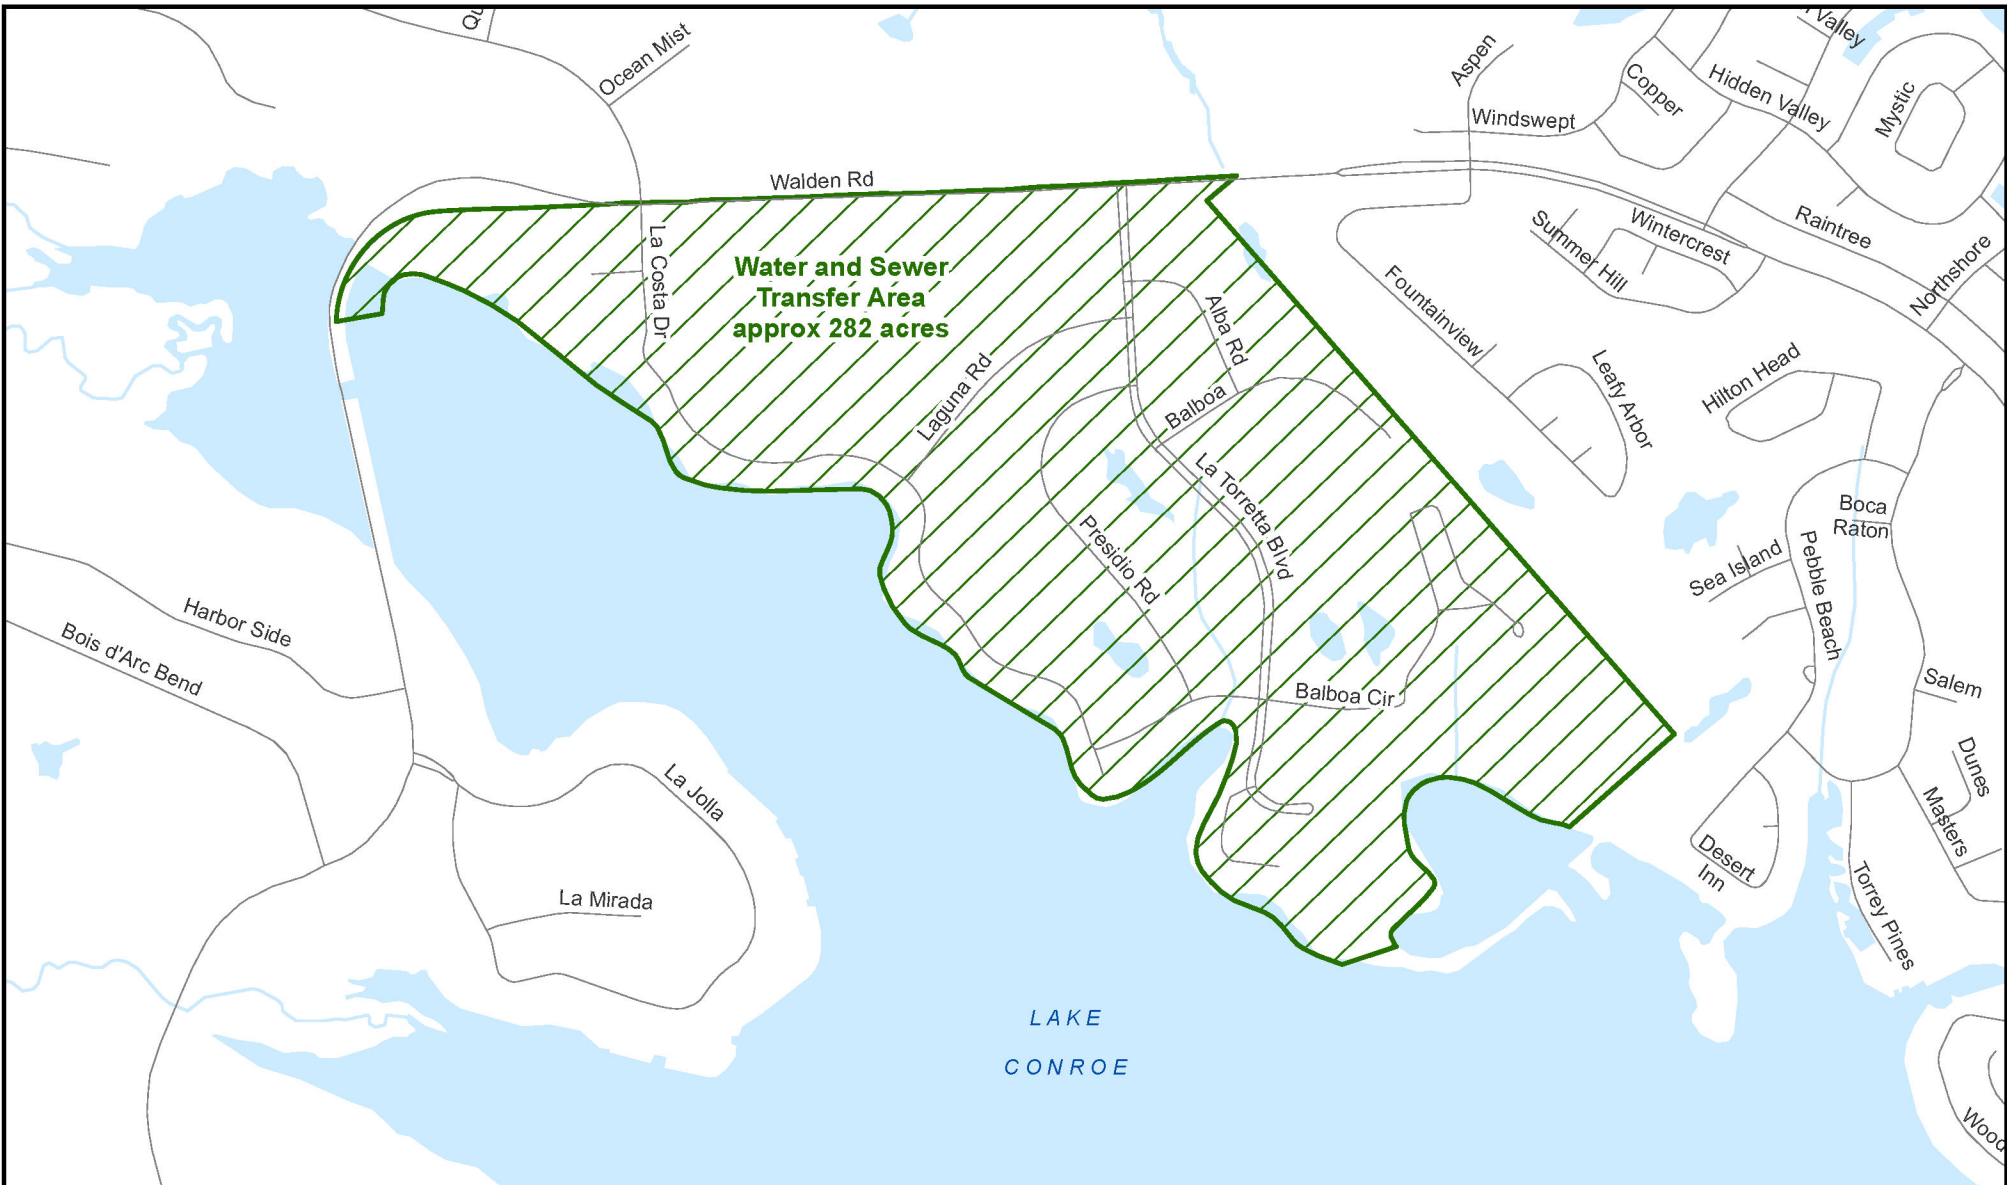 Qu
Ocean Mist
Valley
Aspen
Copper
Hidden Valley
Mystic
Windswept
Walden Rd
Raintree
Wintercrest
Summer Hill
Northshore
La Costa Dr
Water and Sewer
Transfer Area
approx 282 acres
Alba Rd
Fountainview
Laguna Rd
Balboa
Leafy Arbor
Hilton Head
La Torretta Blvd
Boca
Raton
Presidio Rd
Sea Island
Pebble Beach
Harbor Side
Bois d'Arc Bend
Balboa Cir
Salem
La Jolla
Dunes
Masters
Desert
Inn
La Mirada
Torrey Pines
LAKE
CONROE
Wood